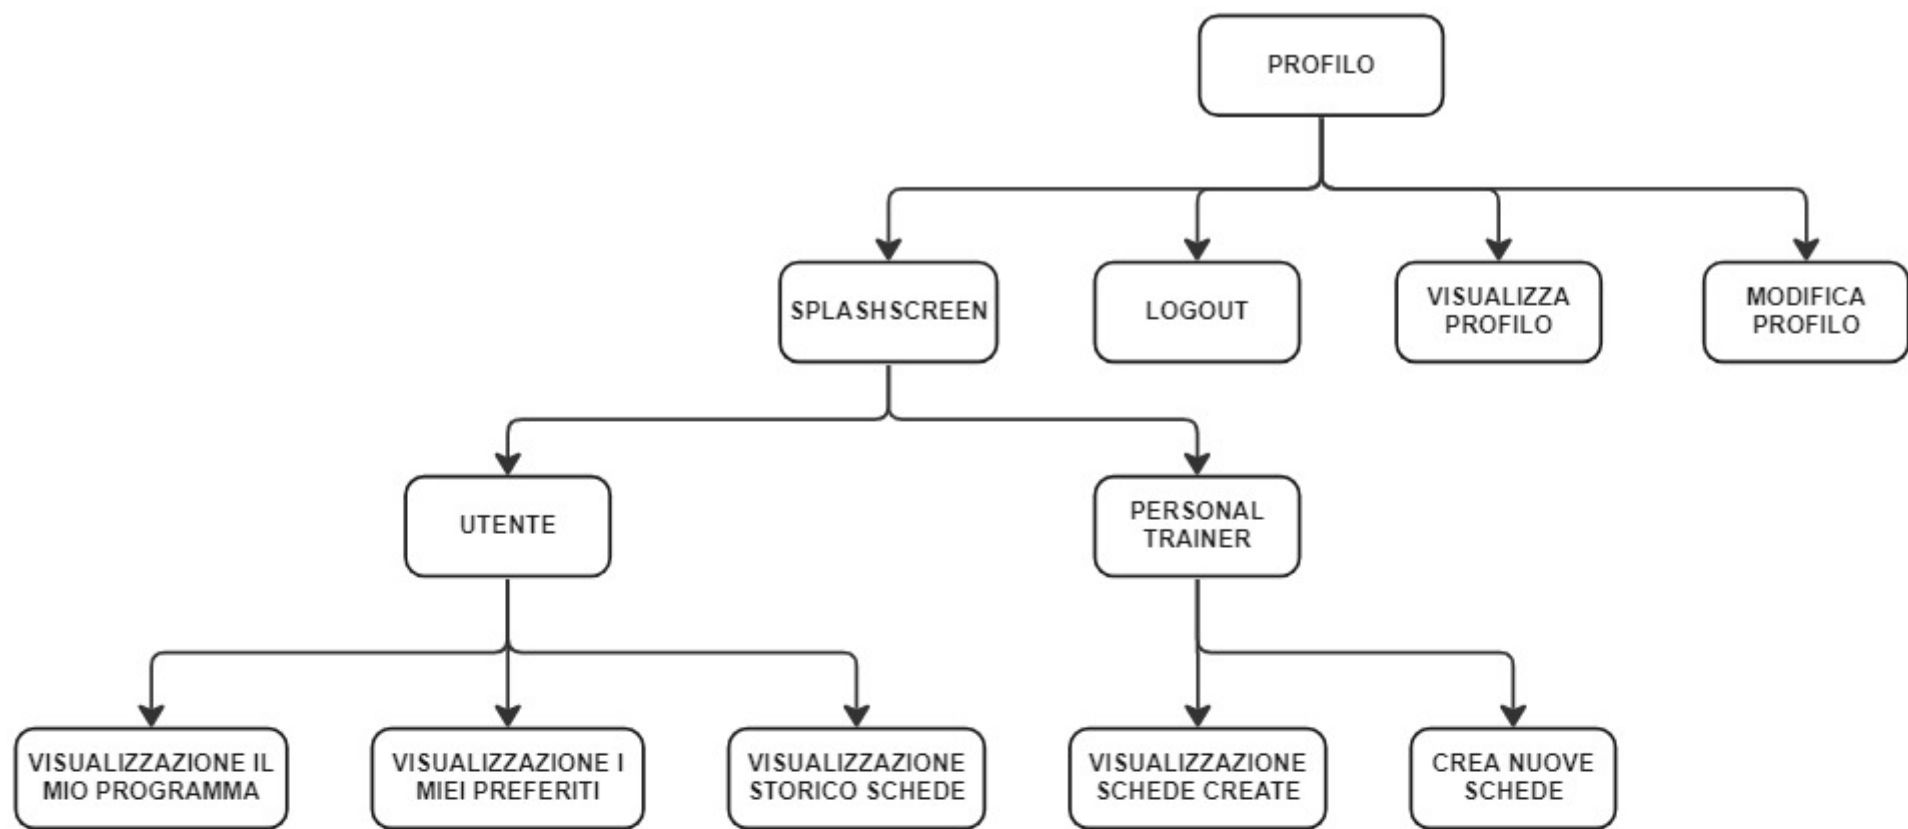 PROFILO
SPLASHSCREEN
LOGOUT
VISUALIZZA
PROFILO
MODIFICA
PROFILO
UTENTE
PERSONAL
TRAINER
VISUALIZZAZIONE IL
MIO PROGRAMMA
VISUALIZZAZIONE I
MIEI PREFERITI
VISUALIZZAZIONE
STORICO SCHEDE
VISUALIZZAZIONE
SCHEDE CREATE
CREA NUOVE
SCHEDE